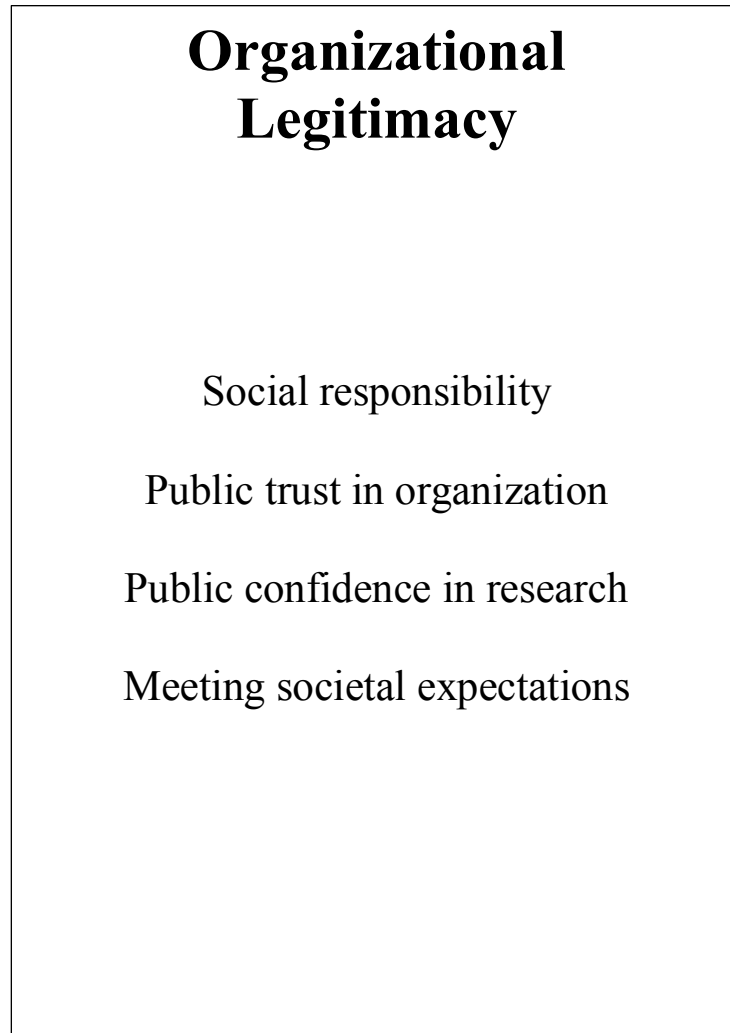 Organizational
Legitimacy
Social responsibility
Public trust in organization
Public confidence in research
Meeting societal expectations